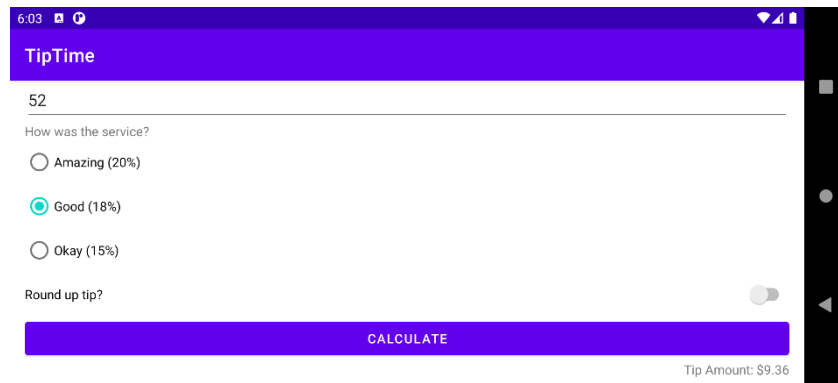 6:03
TipTime
52
How was the service?
Amazing (20%)
Good (18%)
Okay (15%)
Round up tip?
CALCULATE
Tip Amount: $9.36